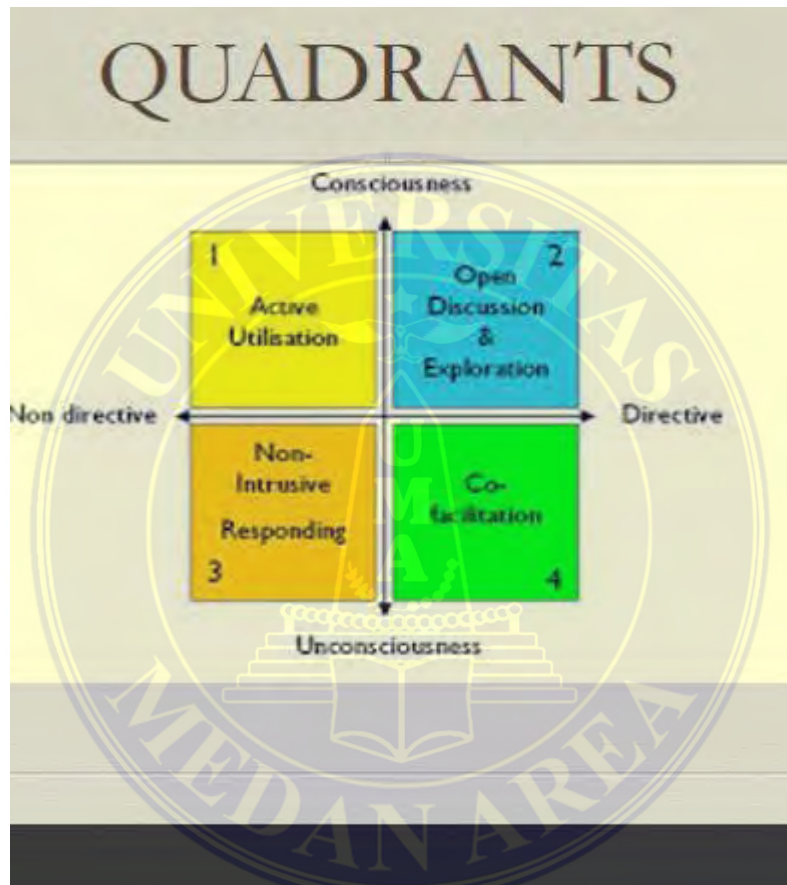 QUADRANTS
Consciousness
1
Active
Utilisation
2
Open
Discussion
&
Exploration
Non directive
Directive
Non-
Intrusive
Responding
3
Co-
facilitation
4
Unconsciousness
UNIVERSITAS
UMA
MEDAN AREA